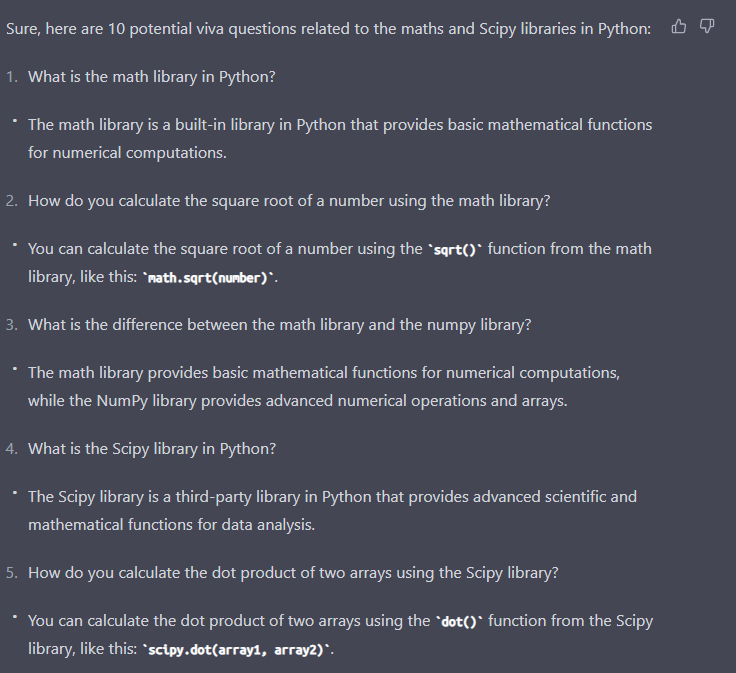 Sure, here are 10 potential viva questions related to the maths and Scipy libraries in Python:
1. What is the math library in Python?
• The math library is a built-in library in Python that provides basic mathematical functions
for numerical computations.
2. How do you calculate the square root of a number using the math library?
• You can calculate the square root of a number using the `sqrt()` function from the math
library, like this: `math.sqrt(number)`.
3. What is the difference between the math library and the numpy library?
• The math library provides basic mathematical functions for numerical computations,
while the NumPy library provides advanced numerical operations and arrays.
4. What is the Scipy library in Python?
• The Scipy library is a third-party library in Python that provides advanced scientific and
mathematical functions for data analysis.
5. How do you calculate the dot product of two arrays using the Scipy library?
• You can calculate the dot product of two arrays using the `dot()` function from the Scipy
library, like this: `scipy.dot(array1, array2)`.